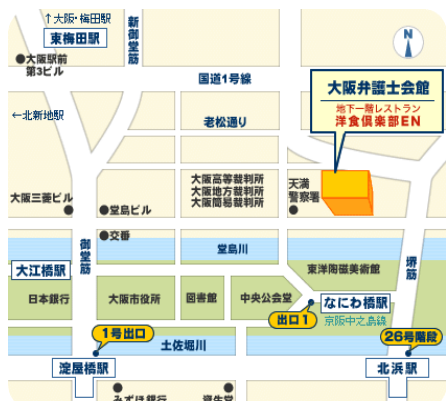 ↑大阪・梅田駅
東梅田駅
新御堂筋
N
●大阪駅前
第3ビル
国道1号線
大阪弁護士会館
地下一階レストラン
洋食倶楽部EN
←北新地駅
老松通り
大阪高等裁判所
大阪地方裁判所
大阪簡易裁判所
天満
警察署
大阪三菱ビル
●堂島ビル
●交番
御堂筋
堂島川
堺筋
大江橋駅
東洋陶磁美術館
日本銀行
大阪市役所
図書館
中央公会堂
なにわ橋駅
出口1
京阪中之島線
1号出口
土佐堀川
26号階段
淀屋橋駅
北浜駅
みずほ銀行
資生堂